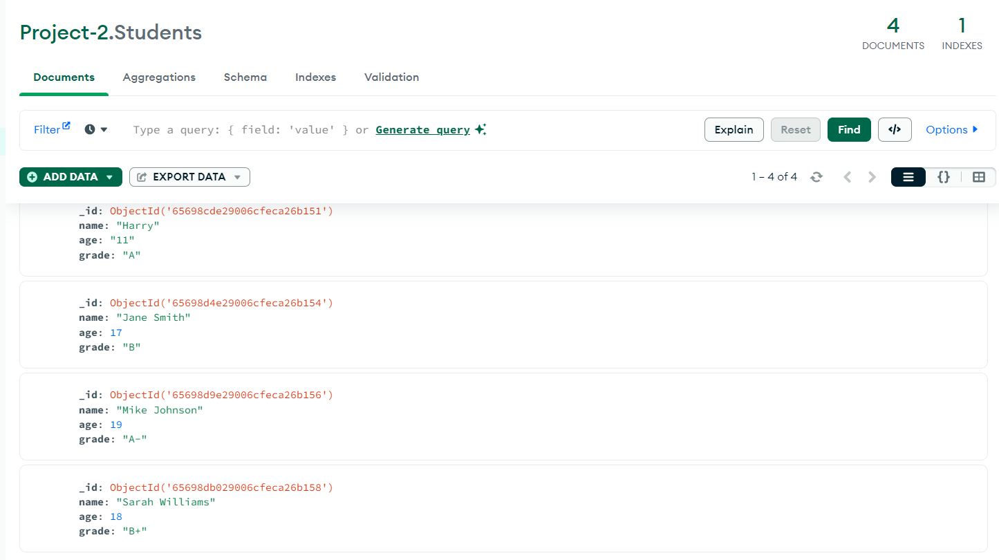 Project-2.Students
4 1
DOCUMENTS INDEXES
Documents Aggregations Schema Indexes Validation
Filter Type a query: { field: 'value' } or Generate query Explain Reset Find </> Options
ADD DATA EXPORT DATA 1 – 4 of 4 {}
_id: ObjectId('65698cde29006cfeca26b151')
name: "Harry"
age: "11"
grade: "A"
_id: ObjectId('65698d4e29006cfeca26b154')
name: "Jane Smith"
age: 17
grade: "B"
_id: ObjectId('65698d9e29006cfeca26b156')
name: "Mike Johnson"
age: 19
grade: "A-"
_id: ObjectId('65698db029006cfeca26b158')
name: "Sarah Williams"
age: 18
grade: "B+"